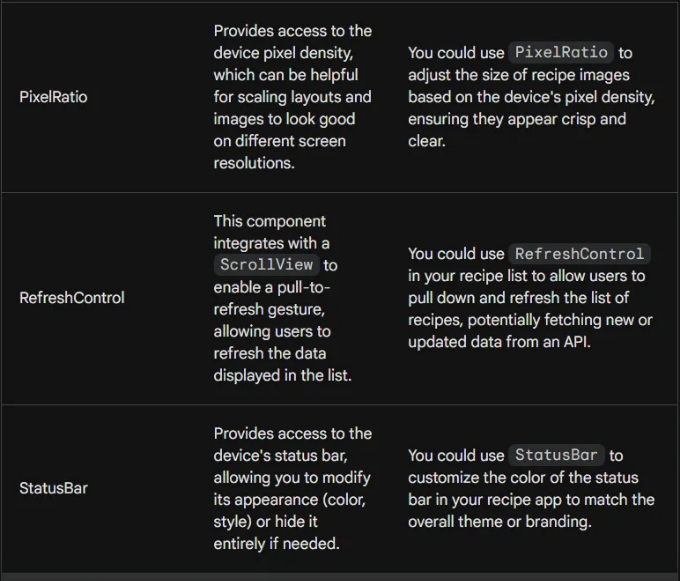 PixelRatio
Provides access to the
device pixel density,
which can be helpful
for scaling layouts and
images to look good
on different screen
resolutions.
You could use PixelRatio to
adjust the size of recipe images
based on the device's pixel density,
ensuring they appear crisp and
clear.
RefreshControl
This component
integrates with a
ScrollView to
enable a pull-to-
refresh gesture,
allowing users to
refresh the data
displayed in the list.
You could use RefreshControl
in your recipe list to allow users to
pull down and refresh the list of
recipes, potentially fetching new or
updated data from an API.
StatusBar
Provides access to the
device's status bar,
allowing you to modify
its appearance (color,
style) or hide it
entirely if needed.
You could use StatusBar to
customize the color of the status
bar in your recipe app to match the
overall theme or branding.